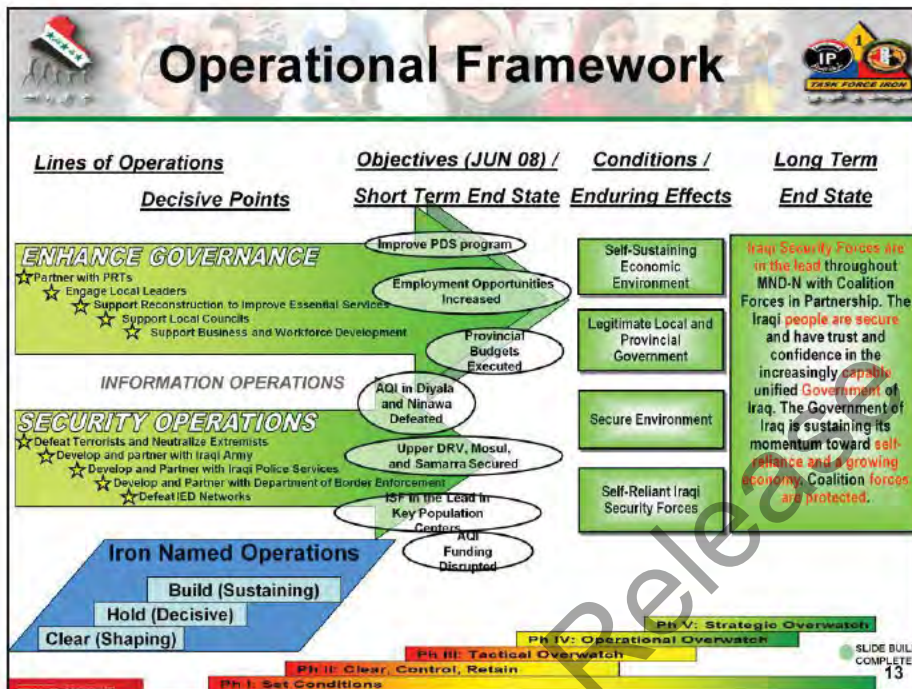 Operational Framework
IP
1
TASK FORCE IRON
Lines of Operations
Decisive Points
Objectives (JUN 08) /
Short Term End State
Conditions /
Enduring Effects
Long Term
End State
ENHANCE GOVERNANCE
Partner with PRTs
Engage Local Leaders
Support Reconstruction to Improve Essential Services
Support Local Councils
Support Business and Workforce Development
INFORMATION OPERATIONS
SECURITY OPERATIONS
Defeat Terrorists and Neutralize Extremists
Develop and partner with Iraqi Army
Develop and Partner with Iraqi Police Services
Develop and Partner with Department of Border Enforcement
Defeat IED Networks
Improve PDS program
Employment Opportunities
Increased
Provincial
Budgets
Executed
AQI in Diyala
and Ninawa
Defeated
Upper DRV, Mosul,
and Samarra Secured
ISF in the Lead in
Key Population
Centers
AQI
Funding
Disrupted
Self-Sustaining
Economic
Environment
Legitimate Local and
Provincial
Government
Secure Environment
Self-Reliant Iraqi
Security Forces
Iraqi Security Forces are
in the lead throughout
MND-N with Coalition
Forces in Partnership. The
Iraqi people are secure
and have trust and
confidence in the
increasingly capable
unified Government of
Iraq. The Government of
Iraq is sustaining its
momentum toward self-
reliance and a growing
economy. Coalition forces
are protected.
Iron Named Operations
Build (Sustaining)
Hold (Decisive)
Clear (Shaping)
Ph V: Strategic Overwatch
Ph IV: Operational Overwatch
Ph III: Tactical Overwatch
Ph II: Clear, Control, Retain
Ph I: Set Conditions
SLIDE BUILD
COMPLETE
13
Release